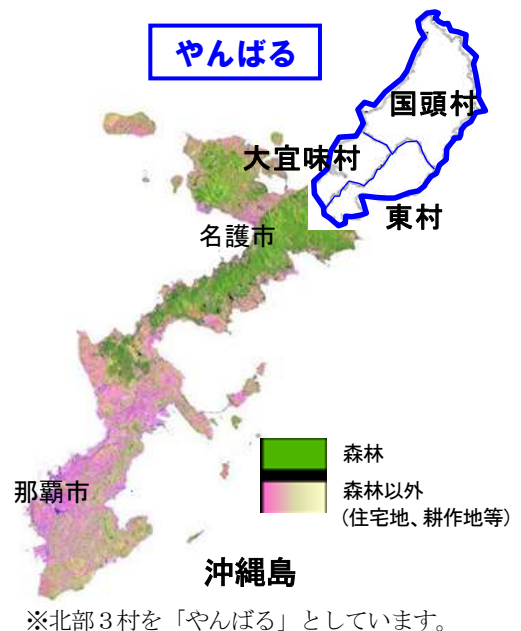 やんばる
国頭村
大宜味村
東村
名護市
森林
森林以外
(住宅地、耕作地等)
那覇市
沖縄島
※北部３村を「やんばる」としています。